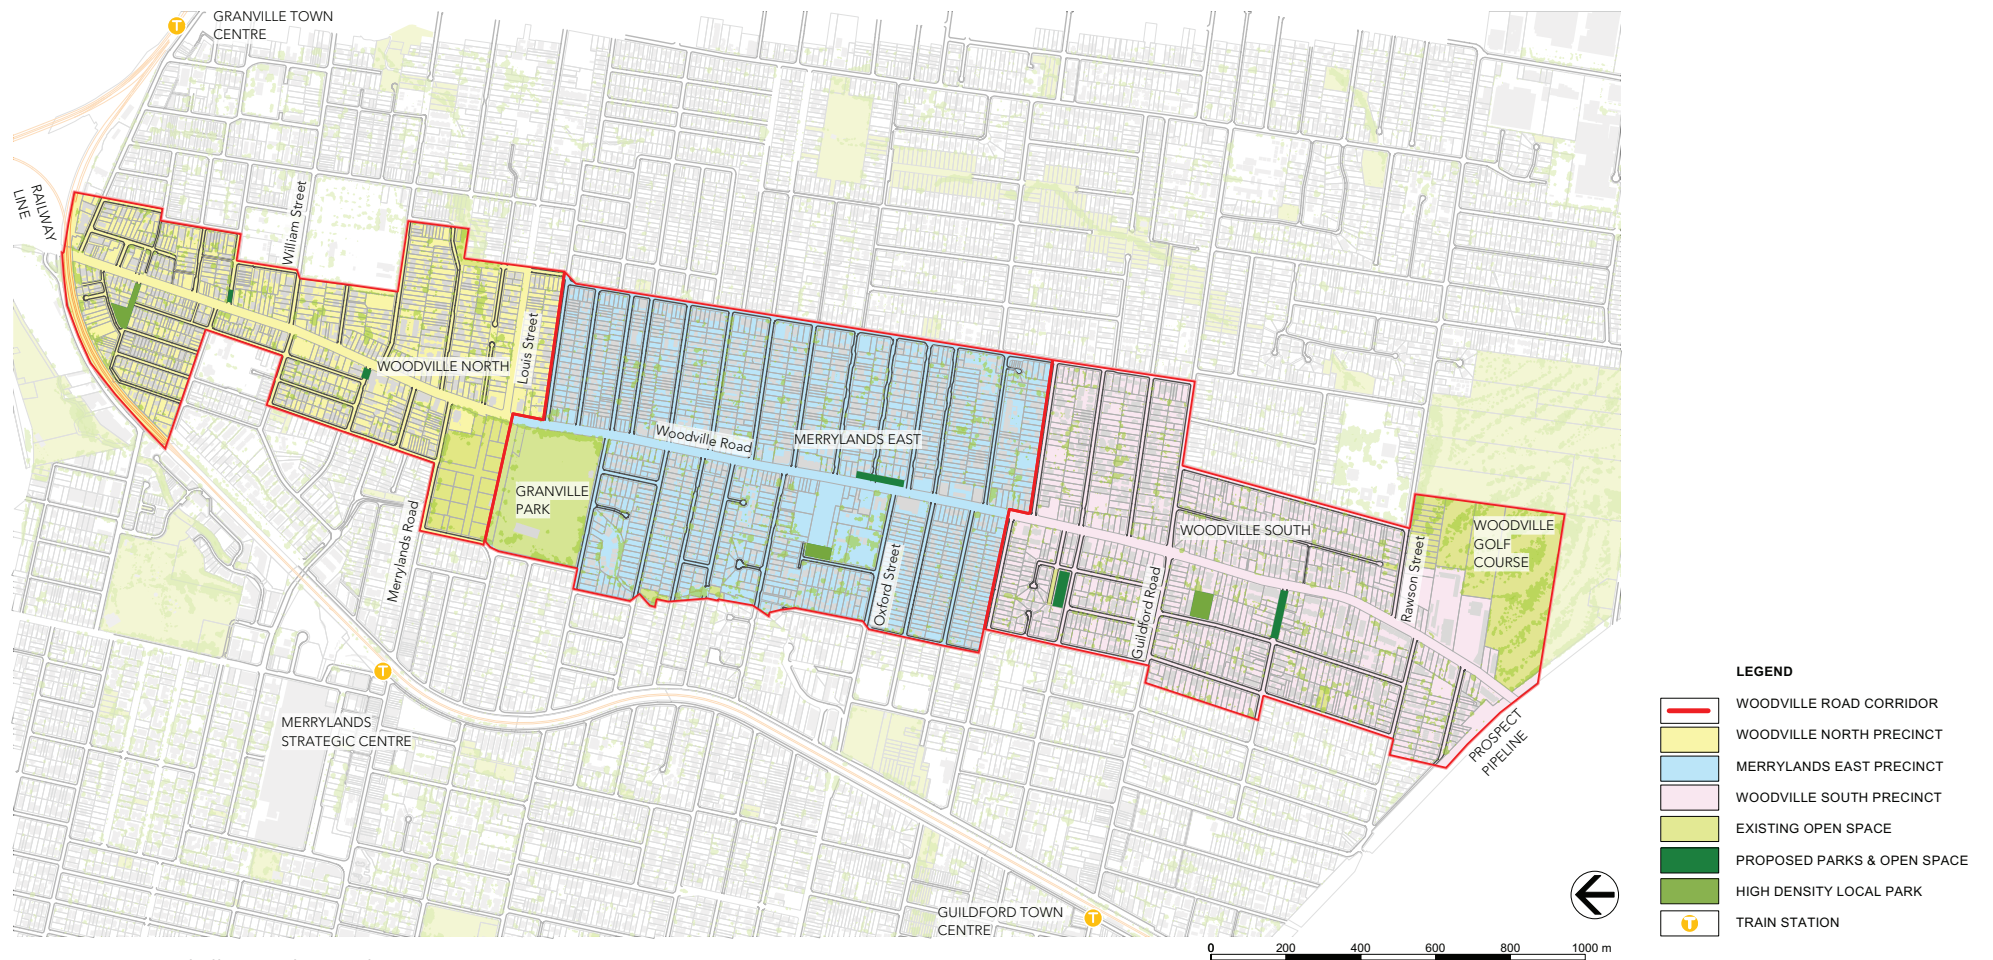 GRANVILLE TOWN
CENTRE
T
RAILWAY
LINE
William Street
WOODVILLE NORTH
Louis Street
Woodville Road
MERRYLANDS EAST
GRANVILLE
PARK
Merrylands Road
Oxford Street
WOODVILLE SOUTH
Guildford Road
Rawson Street
WOODVILLE
GOLF
COURSE
PROSPECT
PIPELINE
T
MERRYLANDS
STRATEGIC CENTRE
GUILDFORD TOWN
CENTRE
T
LEGEND
WOODVILLE ROAD CORRIDOR
WOODVILLE NORTH PRECINCT
MERRYLANDS EAST PRECINCT
WOODVILLE SOUTH PRECINCT
EXISTING OPEN SPACE
PROPOSED PARKS & OPEN SPACE
HIGH DENSITY LOCAL PARK
T TRAIN STATION
0 200 400 600 800 1000 m